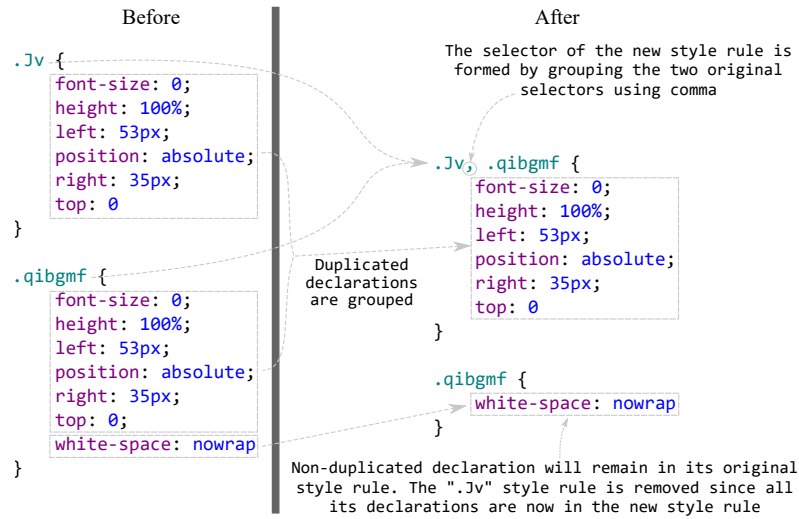 Before
.Jv {
font-size: 0;
height: 100%;
left: 53px;
position: absolute;
right: 35px;
top: 0
}
.qibgmf {
font-size: 0;
height: 100%;
left: 53px;
position: absolute;
right: 35px;
top: 0;
white-space: nowrap
}
Duplicated
declarations
are grouped
After
The selector of the new style rule is
formed by grouping the two original
selectors using comma
.Jv, .qibgmf {
font-size: 0;
height: 100%;
left: 53px;
position: absolute;
right: 35px;
top: 0
}
.qibgmf {
white-space: nowrap
}
Non-duplicated declaration will remain in its original
style rule. The ".Jv" style rule is removed since all
its declarations are now in the new style rule